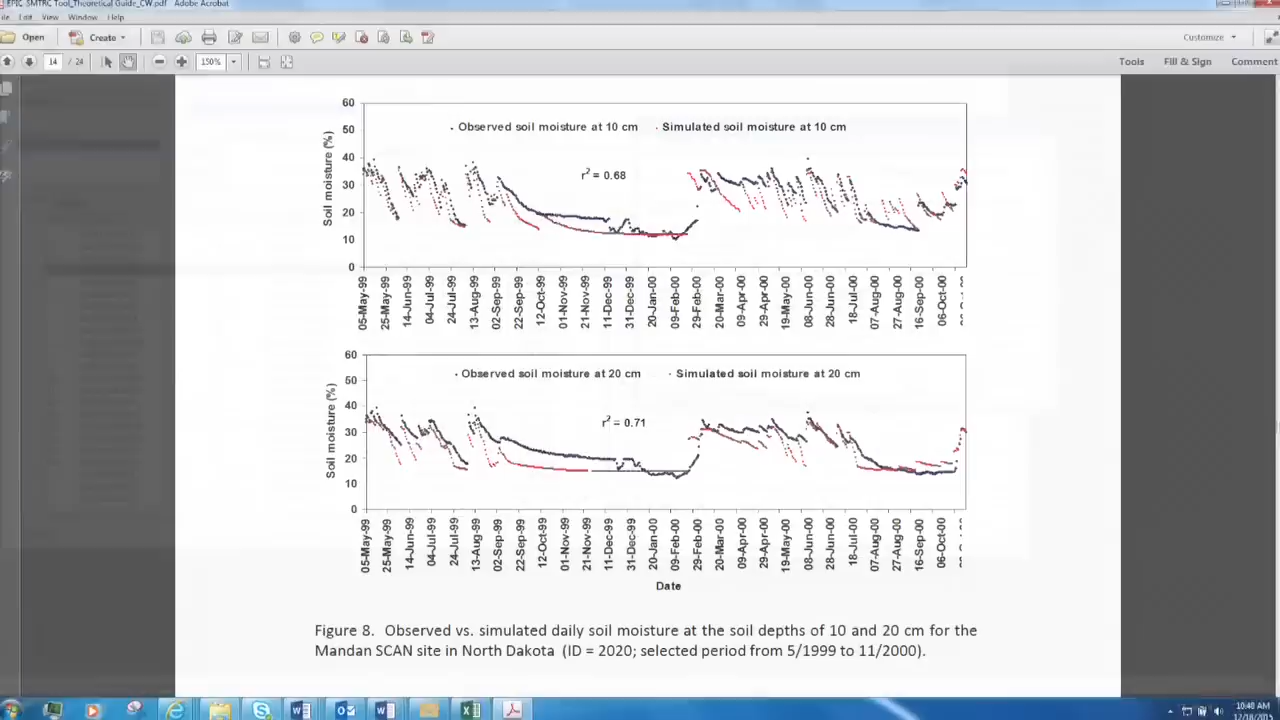 EPIC_SMTRC Tool_Theoretical Guide_CW.pdf - Adobe Acrobat
Edit View Window Help
Open Create Customize
14 / 24 150% Tools Fill & Sign Comment
60
50
40
30
20
10
0
Soil moisture (%)
Observed soil moisture at 10 cm Simulated soil moisture at 10 cm
r2 = 0.68
05-May-99 25-May-99 14-Jun-99 04-Jul-99 24-Jul-99 13-Aug-99 02-Sep-99 22-Sep-99 12-Oct-99 01-Nov-99 21-Nov-99 11-Dec-99 31-Dec-99 20-Jan-00 09-Feb-00 29-Feb-00 20-Mar-00 09-Apr-00 29-Apr-00 19-May-00 08-Jun-00 28-Jun-00 18-Jul-00 07-Aug-00 27-Aug-00 16-Sep-00 06-Oct-00
60
50
40
30
20
10
0
Soil moisture (%)
Observed soil moisture at 20 cm Simulated soil moisture at 20 cm
r2 = 0.71
05-May-99 25-May-99 14-Jun-99 04-Jul-99 24-Jul-99 13-Aug-99 02-Sep-99 22-Sep-99 12-Oct-99 01-Nov-99 21-Nov-99 11-Dec-99 31-Dec-99 20-Jan-00 09-Feb-00 29-Feb-00 20-Mar-00 09-Apr-00 29-Apr-00 19-May-00 08-Jun-00 28-Jun-00 18-Jul-00 07-Aug-00 27-Aug-00 16-Sep-00 06-Oct-00
Date
Figure 8. Observed vs. simulated daily soil moisture at the soil depths of 10 and 20 cm for the
Mandan SCAN site in North Dakota (ID = 2020; selected period from 5/1999 to 11/2000).
10:48 AM